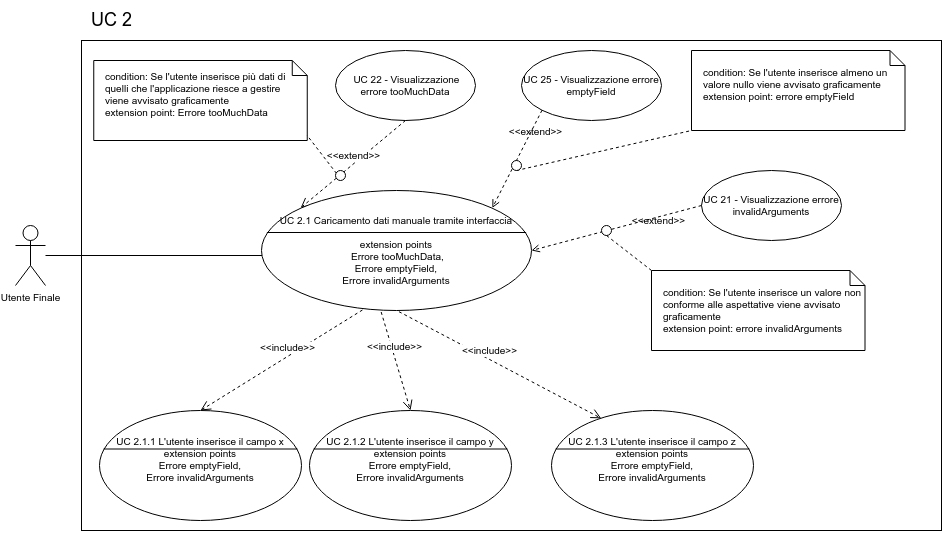 UC 2
condition: Se l'utente inserisce più dati di
quelli che l'applicazione riesce a gestire
viene avvisato graficamente
extension point: Errore tooMuchData
UC 22 - Visualizzazione
errore tooMuchData
UC 25 - Visualizzazione errore
emptyField
condition: Se l'utente inserisce almeno un
valore nullo viene avvisato graficamente
extension point: errore emptyField
<<extend>>
<<extend>>
UC 21 - Visualizzazione errore
invalidArguments
<<extend>>
UC 2.1 Caricamento dati manuale tramite interfaccia
extension points
Errore tooMuchData,
Errore emptyField,
Errore invalidArguments
Utente Finale
condition: Se l'utente inserisce un valore non
conforme alle aspettative viene avvisato
graficamente
extension point: errore invalidArguments
<<include>>
<<include>>
<<include>>
UC 2.1.1 L'utente inserisce il campo x
extension points
Errore emptyField,
Errore invalidArguments
UC 2.1.2 L'utente inserisce il campo y
extension points
Errore emptyField,
Errore invalidArguments
UC 2.1.3 L'utente inserisce il campo z
extension points
Errore emptyField,
Errore invalidArguments